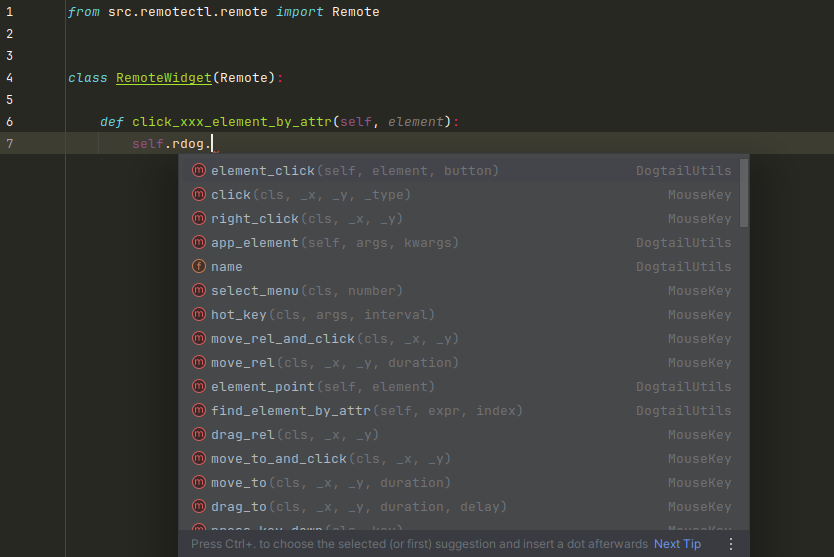 1 from src.remotectl.remote import Remote
2
3
4 class RemoteWidget(Remote):
5
6 def click_xxx_element_by_attr(self, element):
7 self.rdog.
m element_click(self, element, button) DogtailUtils
m click(cls, _x, _y, _type) MouseKey
m right_click(cls, _x, _y) MouseKey
m app_element(self, args, kwargs) DogtailUtils
f name DogtailUtils
m select_menu(cls, number) MouseKey
m hot_key(cls, args, interval) MouseKey
m move_rel_and_click(cls, _x, _y) MouseKey
m move_rel(cls, _x, _y, duration) MouseKey
m element_point(self, element) DogtailUtils
m find_element_by_attr(self, expr, index) DogtailUtils
m drag_rel(cls, _x, _y) MouseKey
m move_to_and_click(cls, _x, _y) MouseKey
m move_to(cls, _x, _y, duration) MouseKey
m drag_to(cls, _x, _y, duration, delay) MouseKey
m press_key_down(cls, key) MouseKey
Press Ctrl+. to choose the selected (or first) suggestion and insert a dot afterwards Next Tip